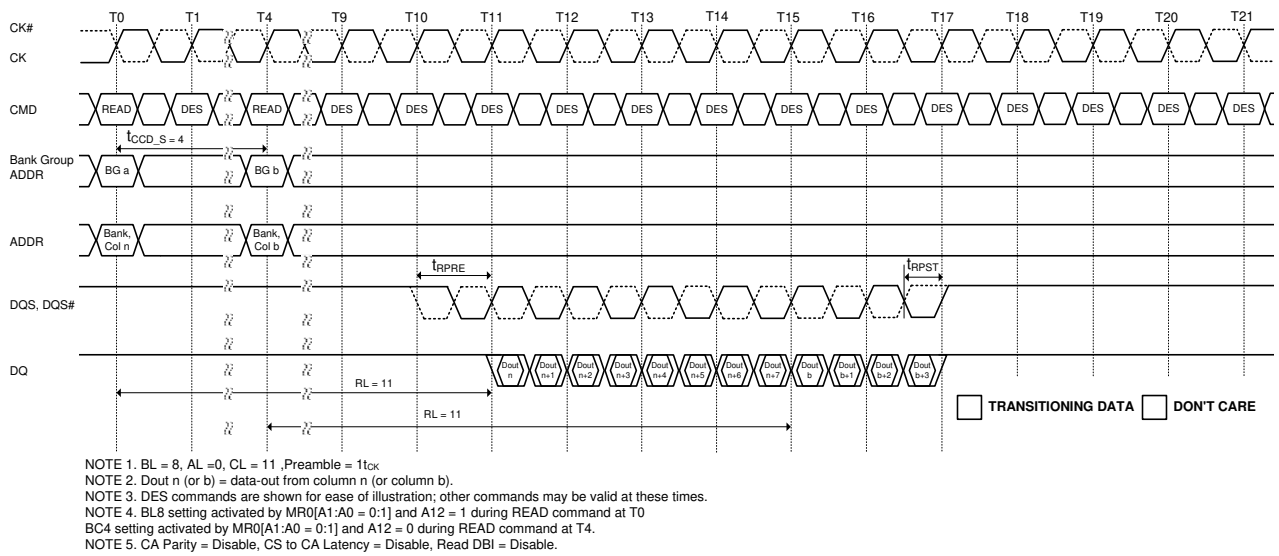 T0 T1 T4 T9 T10 T11 T12 T13 T14 T15 T16 T17 T18 T19 T20 T21
CK#
CK
CMD READ DES READ DES DES DES DES DES DES DES DES DES DES DES DES DES
tCCD_S = 4
Bank Group
ADDR
BG a BG b
ADDR
Bank,
Col n
Bank,
Col b
tRPRE tRPST
DQS, DQS#
DQ
Dout
n
Dout
n+1
Dout
n+2
Dout
n+3
Dout
n+4
Dout
n+5
Dout
n+6
Dout
n+7
Dout
b
Dout
b+1
Dout
b+2
Dout
b+3
RL = 11
RL = 11
TRANSITIONING DATA DON'T CARE
NOTE 1. BL = 8, AL =0, CL = 11 ,Preamble = 1tCK
NOTE 2. Dout n (or b) = data-out from column n (or column b).
NOTE 3. DES commands are shown for ease of illustration; other commands may be valid at these times.
NOTE 4. BL8 setting activated by MR0[A1:A0 = 0:1] and A12 = 1 during READ command at T0
BC4 setting activated by MR0[A1:A0 = 0:1] and A12 = 0 during READ command at T4.
NOTE 5. CA Parity = Disable, CS to CA Latency = Disable, Read DBI = Disable.